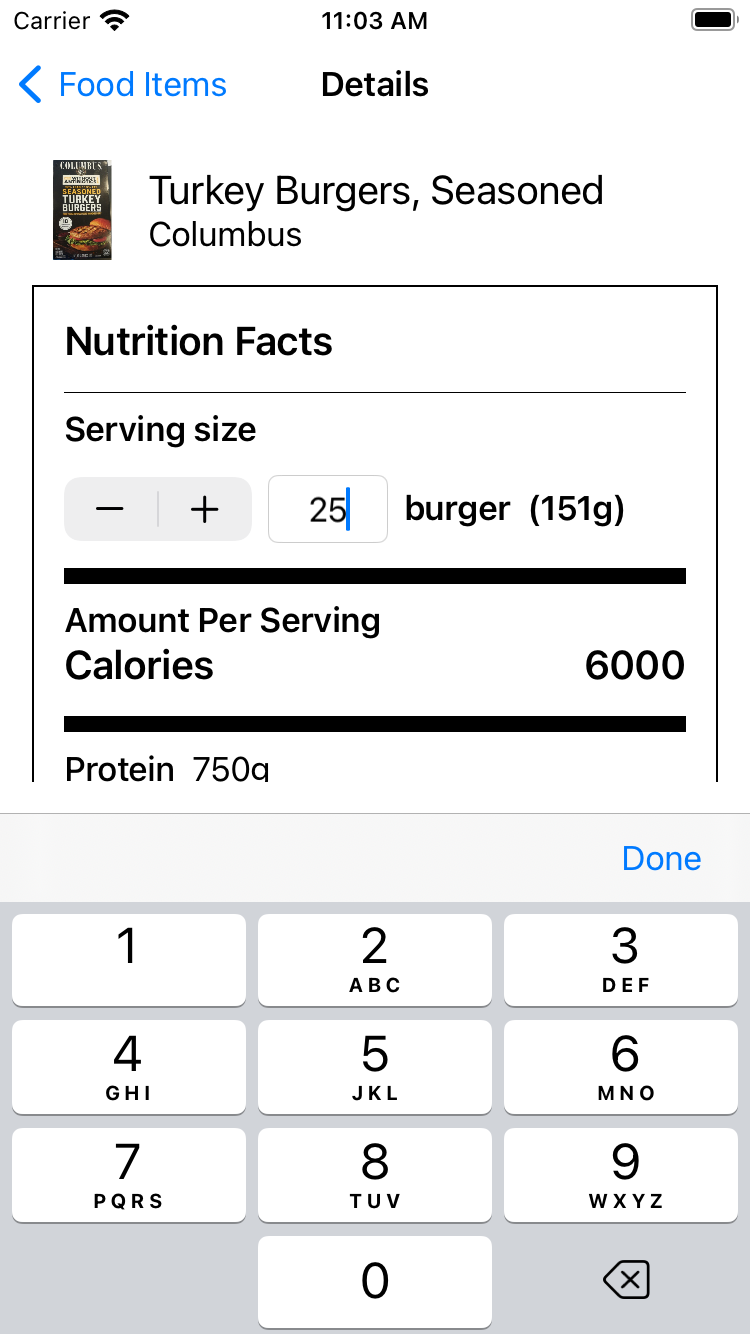 Carrier 11:03 AM
Food Items Details
COLUMBUS
SEASONED
TURKEY
BURGERS
Turkey Burgers, Seasoned
Columbus
Nutrition Facts
Serving size
− + 25 burger (151g)
Amount Per Serving
Calories 6000
Protein 750g
Done
1 2 3
ABC DEF
4 5 6
GHI JKL MNO
7 8 9
PQRS TUV WXYZ
0